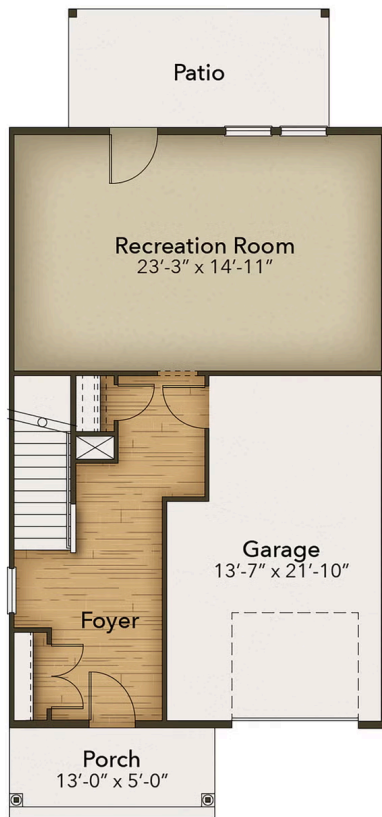 Patio
Recreation Room
23’-3” x 14’-11”
Garage
13’-7” x 21’-10”
Foyer
Porch
13’-0” x 5’-0”